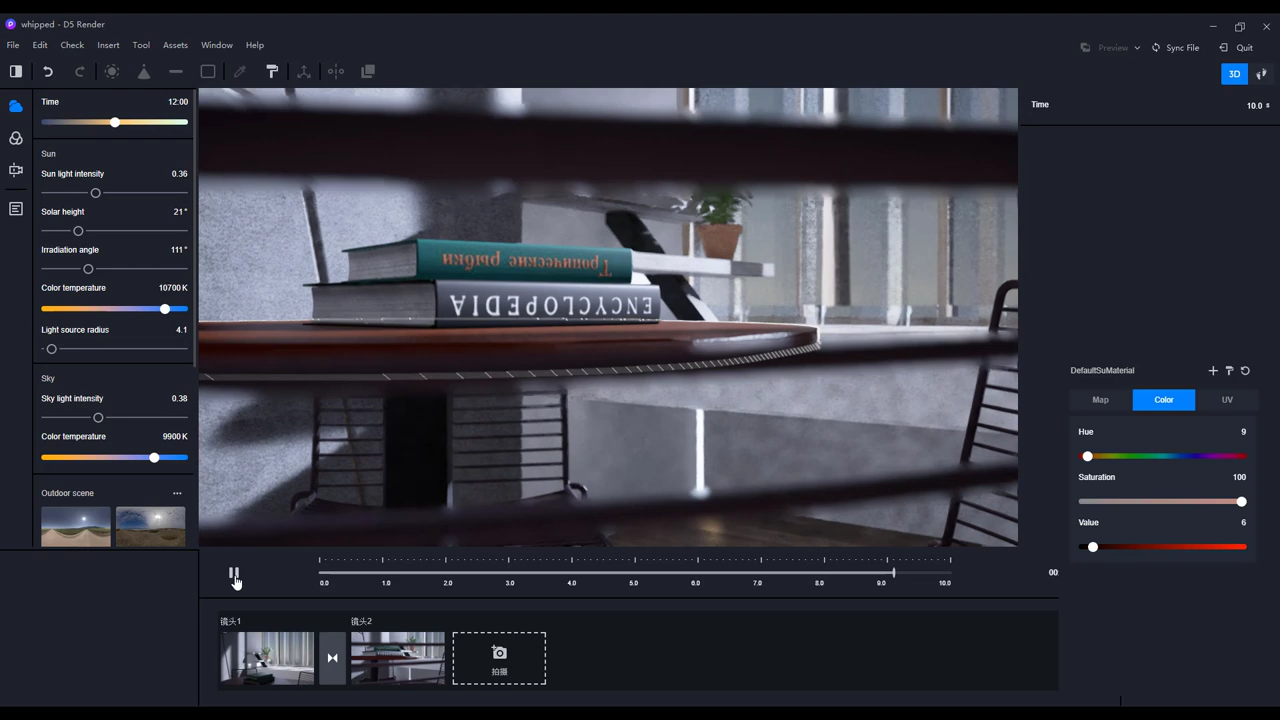 whipped - D5 Render
File Edit Check Insert Tool Assets Window Help
Preview Sync File Quit
3D
Time 12:00
Time 10.0 s
Sun
Sun light intensity 0.36
Solar height 21°
Irradiation angle 111°
Color temperature 10700 K
Light source radius 4.1
Sky
Sky light intensity 0.38
Color temperature 9900 K
Outdoor scene
Тропические рыбки
ENCYCLOPEDIA
DefaultSuMaterial
Map Color UV
Hue 9
Saturation 100
Value 6
0.0 1.0 2.0 3.0 4.0 5.0 6.0 7.0 8.0 9.0 10.0
00
镜头1 镜头2
拍摄